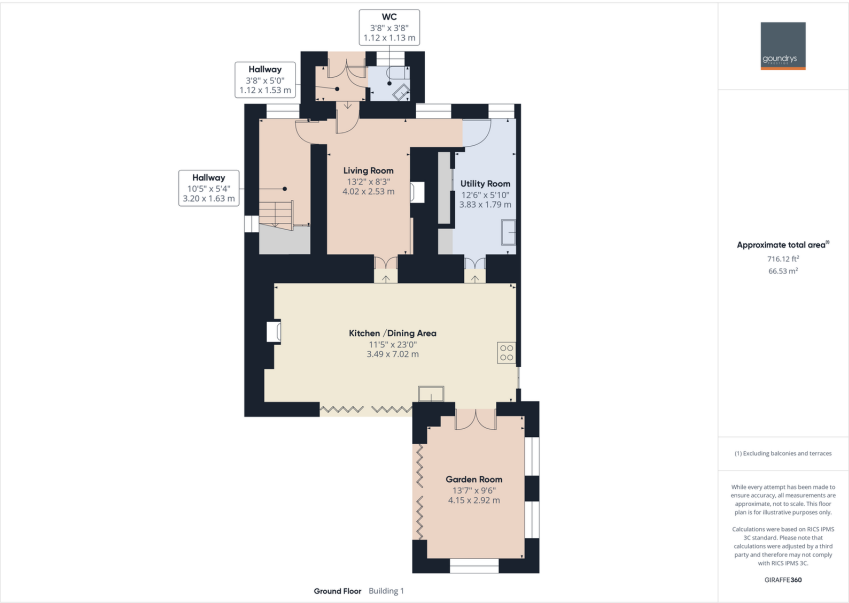 WC
3'8" x 3'8"
1.12 x 1.13 m
Hallway
3'8" x 5'0"
1.12 x 1.53 m
Hallway
10'5" x 5'4"
3.20 x 1.63 m
Living Room
13'2" x 8'3"
4.02 x 2.53 m
Utility Room
12'6" x 5'10"
3.83 x 1.79 m
Kitchen /Dining Area
11'5" x 23'0"
3.49 x 7.02 m
Garden Room
13'7" x 9'6"
4.15 x 2.92 m
Ground Floor Building 1
goundrys
Approximate total area⁽¹⁾
716.12 ft²
66.53 m²
(1) Excluding balconies and terraces
While every attempt has been made to
ensure accuracy, all measurements are
approximate, not to scale. This floor
plan is for illustrative purposes only.
Calculations were based on RICS IPMS
3C standard. Please note that
calculations were adjusted by a third
party and therefore may not comply
with RICS IPMS 3C.
GIRAFFE360